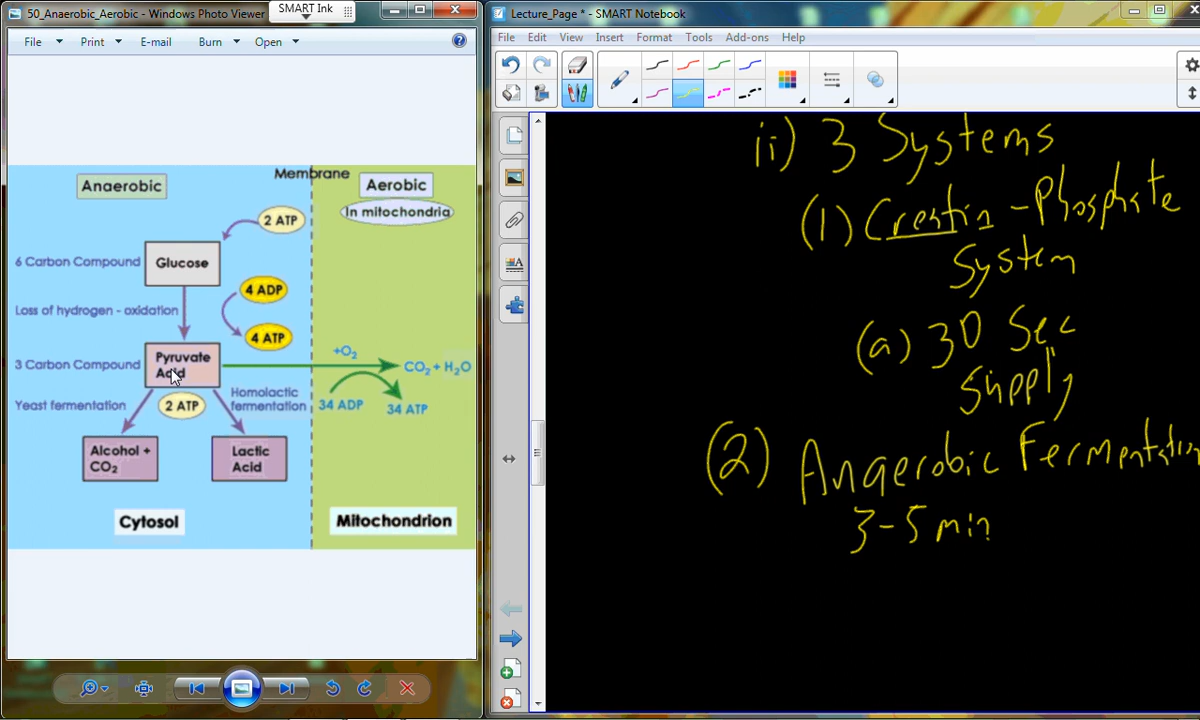 50_Anaerobic_Aerobic - Windows Photo Viewer
SMART Ink
File Print E-mail Burn Open
Anaerobic
Membrane
Aerobic
In mitochondria
2 ATP
6 Carbon Compound
Glucose
4 ADP
Loss of hydrogen - oxidation
4 ATP
3 Carbon Compound
Pyruvate
Acid
+O₂
CO₂ + H₂O
34 ADP
34 ATP
Yeast fermentation
2 ATP
Homolactic
fermentation
Alcohol +
CO₂
Lactic
Acid
Cytosol
Mitochondrion
Lecture_Page * - SMART Notebook
File Edit View Insert Format Tools Add-ons Help
ii) 3 Systems
(1) Creatin - Phosphate
System
(a) 30 Sec
Supply
(2) Anaerobic Fermentation
3-5 min